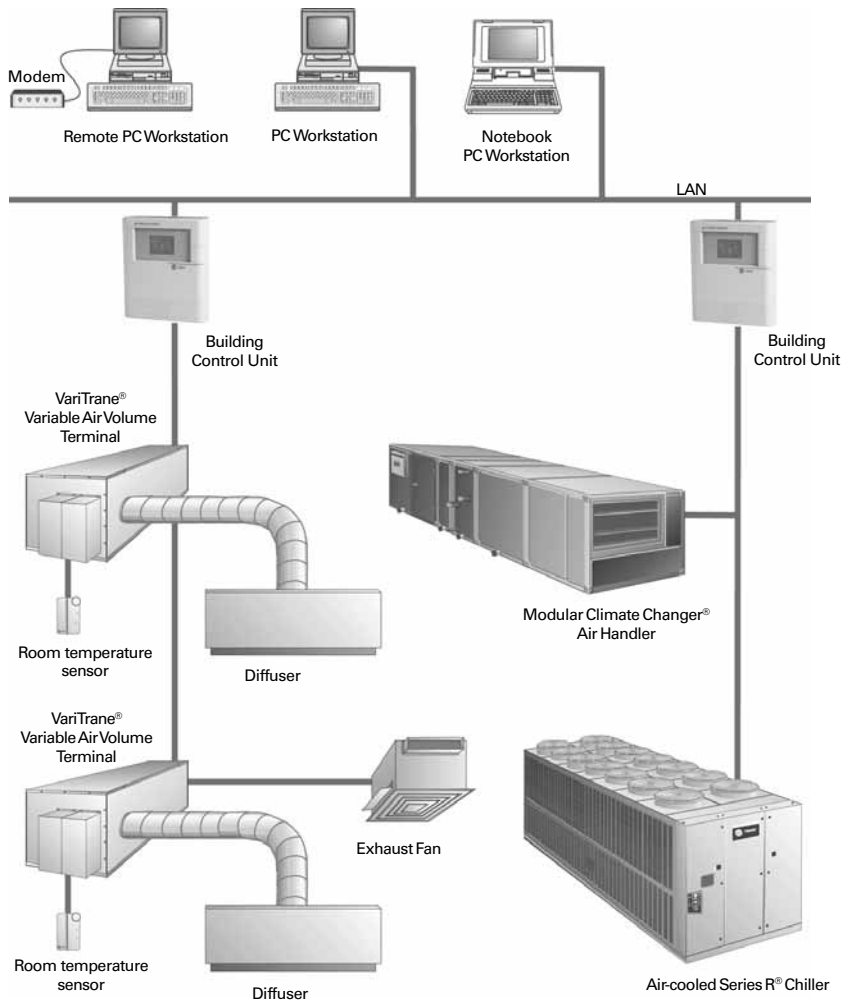 Modem
Remote PC Workstation
PC Workstation
Notebook
PC Workstation
LAN
Building
Control Unit
Building
Control Unit
VariTrane®
Variable Air Volume
Terminal
Room temperature
sensor
Diffuser
Modular Climate Changer®
Air Handler
VariTrane®
Variable Air Volume
Terminal
Exhaust Fan
Room temperature
sensor
Diffuser
Air-cooled Series R® Chiller